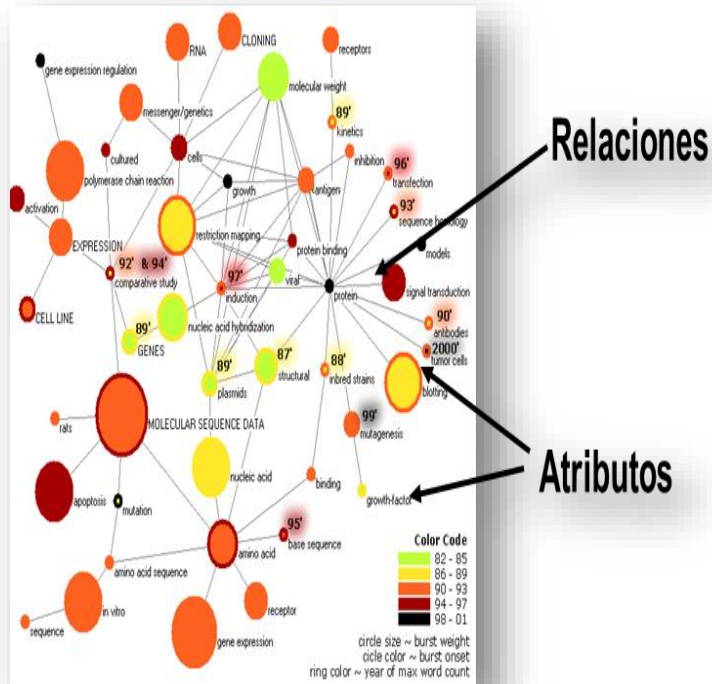 RNA
CLONING
receptors
gene expression regulation
molecular weight
messenger/genetics
89'
kinetics
cultured
cells
inhibition
96'
transfection
polymerase chain reaction
growth
antigen
activation
93'
sequence homology
restriction mapping
protein binding
EXPRESSION
models
92' & 94'
comparative study
97'
induction
viral
protein
signal transduction
CELL LINE
nucleic acid hybridization
90'
antibodies
89'
GENES
2000'
tumor cells
89'
plasmids
87'
structural
88'
inbred strains
blotting
rats
MOLECULAR SEQUENCE DATA
99'
mutagenesis
nucleic acid
apoptosis
mutation
binding
growth-factor
95'
base sequence
amino acid
amino acid sequence
in vitro
receptor
sequence
gene expression
Color Code
82 - 85
86 - 89
90 - 93
94 - 97
98 - 01
circle size ~ burst weight
cicle color ~ burst onset
ring color ~ year of max word count
Relaciones
Atributos